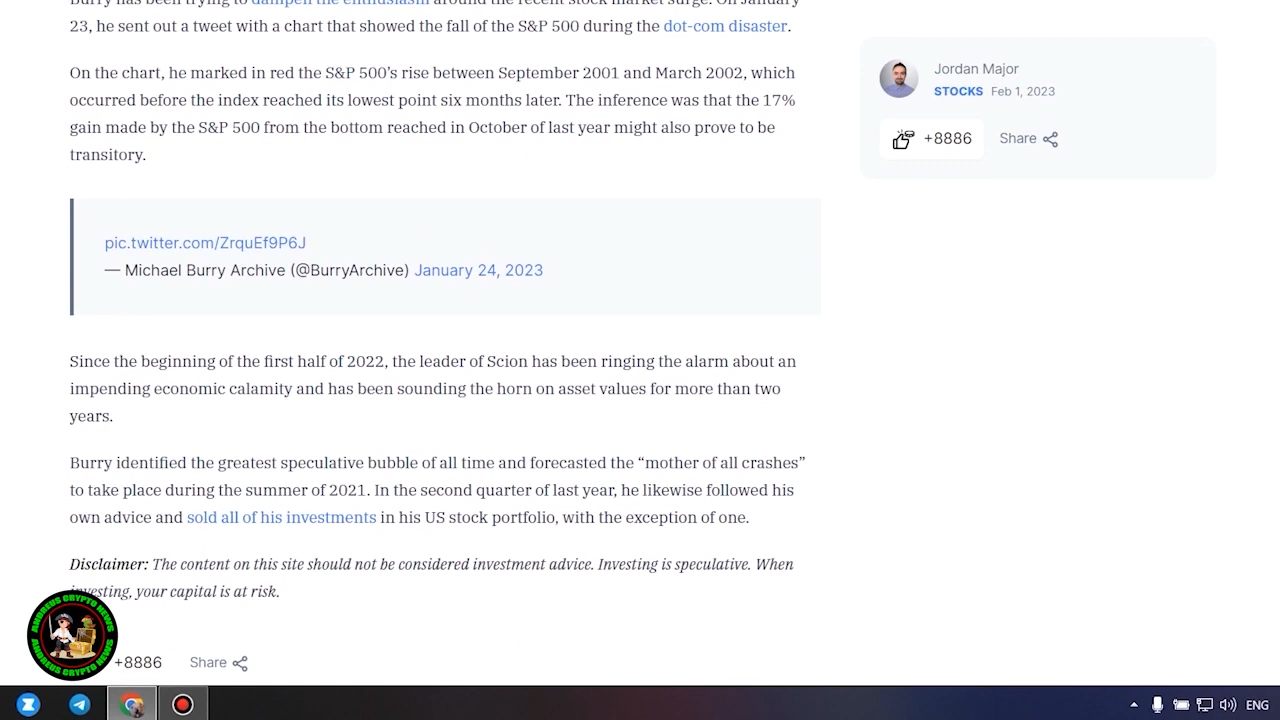 Burry has been trying to dampen the enthusiasm around the recent stock market surge. On January
23, he sent out a tweet with a chart that showed the fall of the S&P 500 during the dot-com disaster.
On the chart, he marked in red the S&P 500’s rise between September 2001 and March 2002, which
occurred before the index reached its lowest point six months later. The inference was that the 17%
gain made by the S&P 500 from the bottom reached in October of last year might also prove to be
transitory.
pic.twitter.com/ZrquEf9P6J
— Michael Burry Archive (@BurryArchive) January 24, 2023
Since the beginning of the first half of 2022, the leader of Scion has been ringing the alarm about an
impending economic calamity and has been sounding the horn on asset values for more than two
years.
Burry identified the greatest speculative bubble of all time and forecasted the “mother of all crashes”
to take place during the summer of 2021. In the second quarter of last year, he likewise followed his
own advice and sold all of his investments in his US stock portfolio, with the exception of one.
Disclaimer: The content on this site should not be considered investment advice. Investing is speculative. When
investing, your capital is at risk.
+8886 Share
Jordan Major
STOCKS Feb 1, 2023
+8886 Share
ANDREUS CRYPTO NEWS
ANDREUS CRYPTO NEWS
ENG